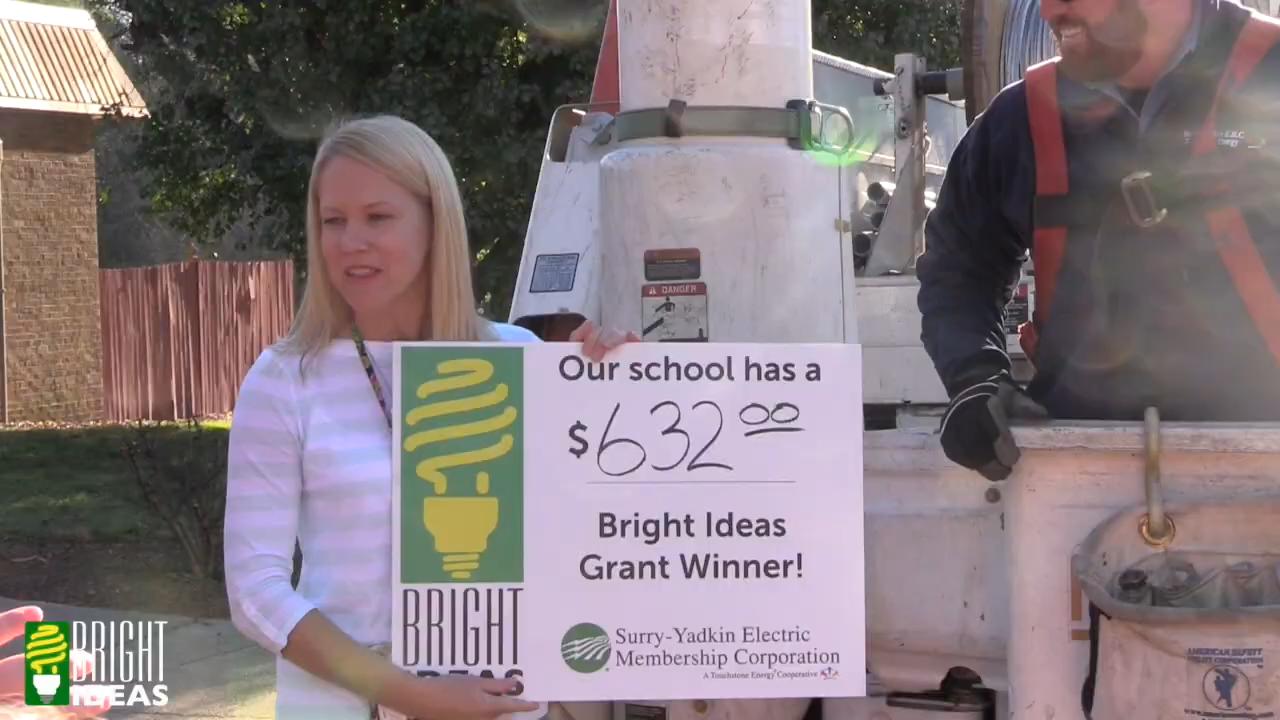 DANGER
Our school has a
$632.00
Bright Ideas
Grant Winner!
BRIGHT
IDEAS
Surry-Yadkin Electric
Membership Corporation
A Touchstone Energy Cooperative
AMERICAN SAFETY
UTILITY CORPORATION
BRIGHT
IDEAS